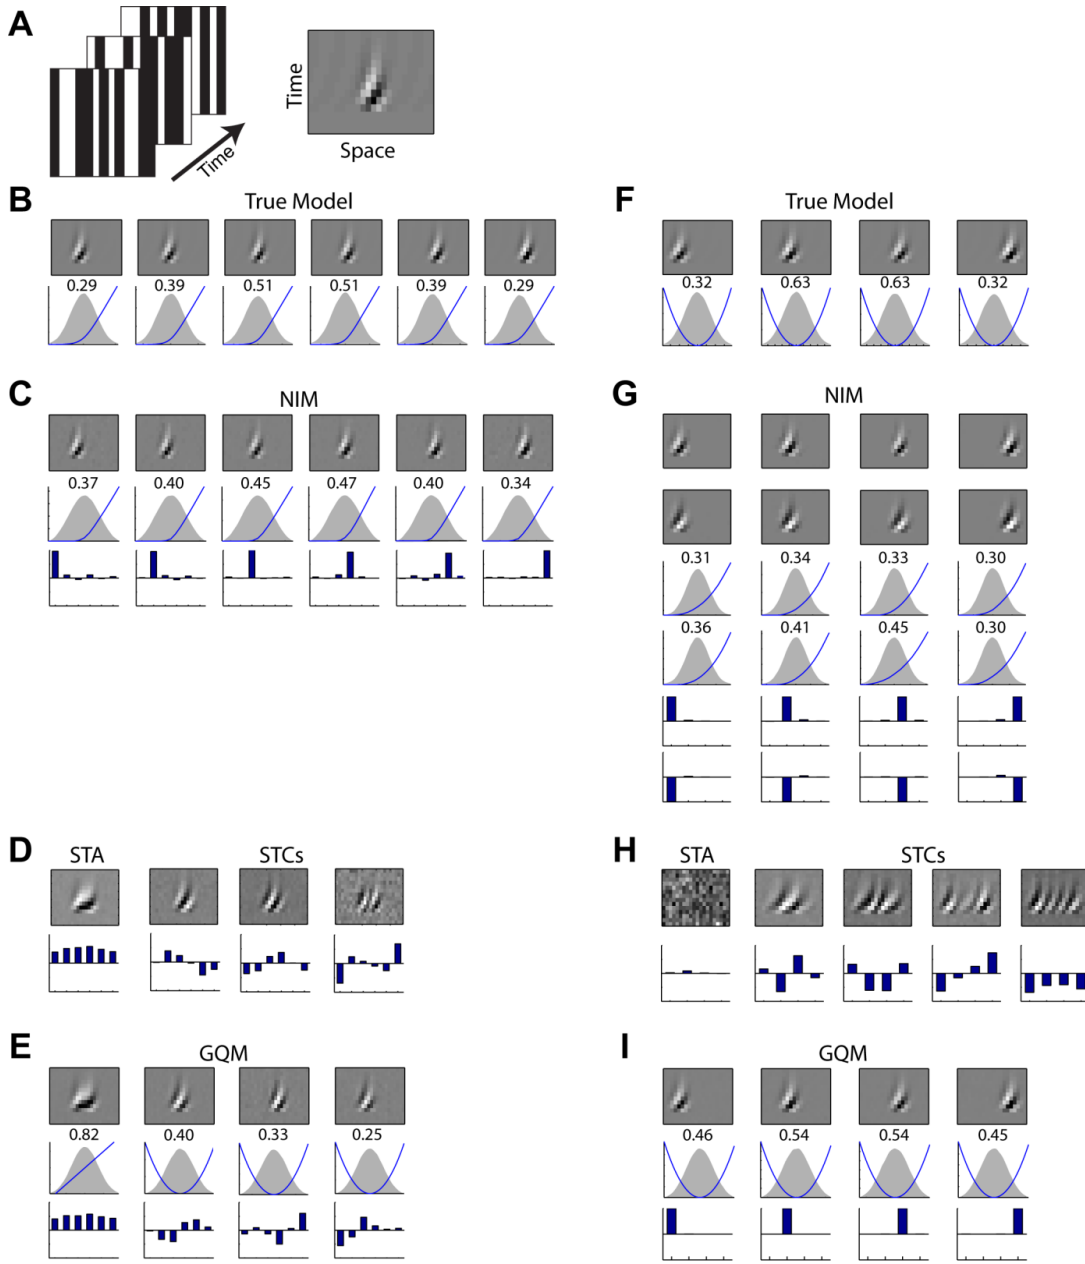 A
Time
Time
Space
B
True Model
0.29 0.39 0.51 0.51 0.39 0.29
C
NIM
0.37 0.40 0.45 0.47 0.40 0.34
D
STA STCs
E
GQM
0.82 0.40 0.33 0.25
F
True Model
0.32 0.63 0.63 0.32
G
NIM
0.31 0.34 0.33 0.30
0.36 0.41 0.45 0.30
H
STA STCs
I
GQM
0.46 0.54 0.54 0.45